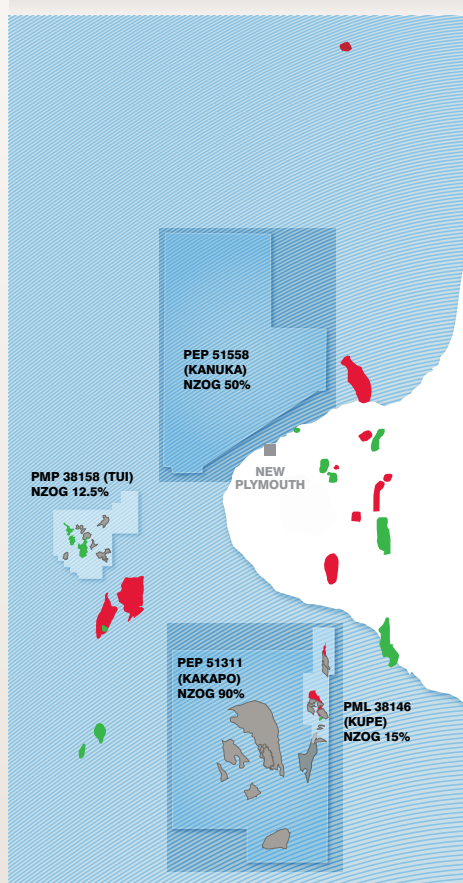 PEP 51558
(KANUKA)
NZOG 50%
NEW
PLYMOUTH
PMP 38158 (TUI)
NZOG 12.5%
PEP 51311
(KAKAPO)
NZOG 90%
PML 38146
(KUPE)
NZOG 15%